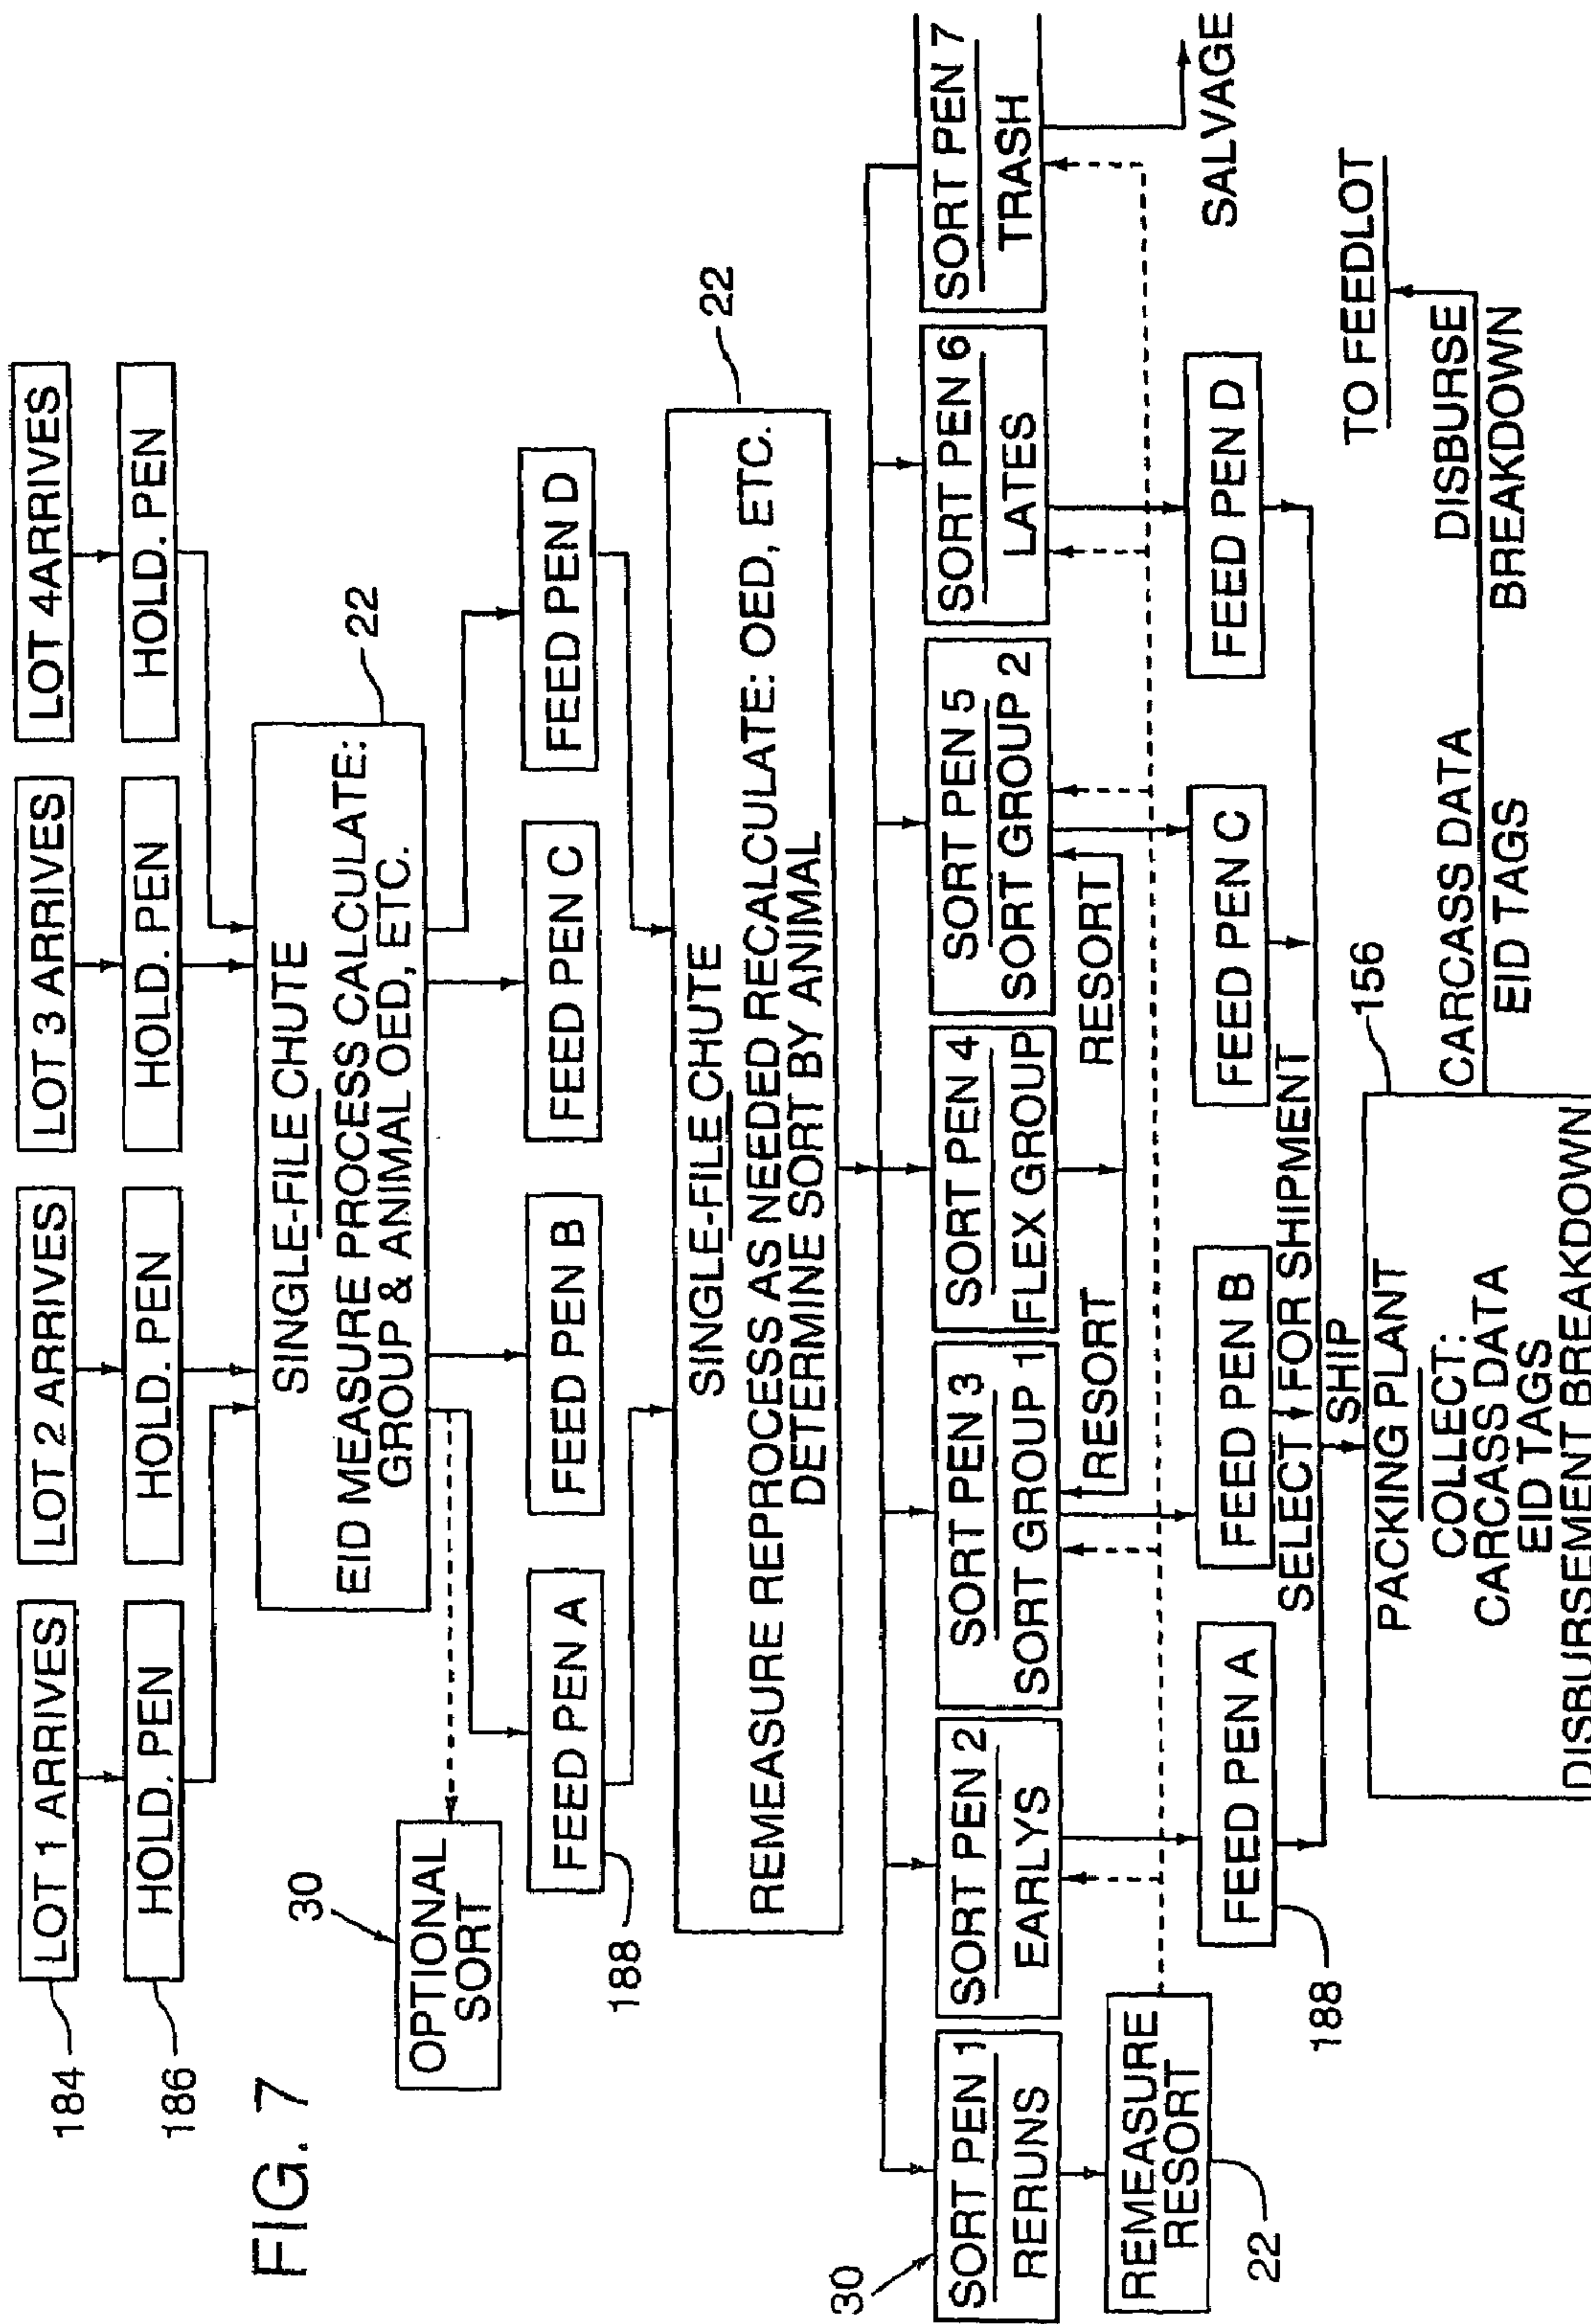 FIG. 7
184
LOT 1 ARRIVES
LOT 2 ARRIVES
LOT 3 ARRIVES
LOT 4ARRIVES
186
HOLD. PEN
HOLD. PEN
HOLD. PEN
HOLD. PEN
SINGLE-FILE CHUTE
EID MEASURE PROCESS CALCULATE:
GROUP & ANIMAL OED, ETC.
22
30
OPTIONAL
SORT
188
FEED PEN A
FEED PEN B
FEED PEN C
FEED PEN D
SINGLE-FILE CHUTE
REMEASURE REPROCESS AS NEEDED RECALCULATE: OED, ETC.
DETERMINE SORT BY ANIMAL
22
30
SORT PEN 1
RERUNS
SORT PEN 2
EARLYS
SORT PEN 3
SORT GROUP 1
SORT PEN 4
FLEX GROUP
SORT PEN 5
SORT GROUP 2
SORT PEN 6
LATES
SORT PEN 7
TRASH
RESORT
RESORT
RESORT
REMEASURE
RESORT
22
SALVAGE
188
FEED PEN A
FEED PEN B
FEED PEN C
FEED PEN D
SELECT FOR SHIPMENT
SHIP
156
PACKING PLANT
COLLECT:
CARCASS DATA
EID TAGS
DISBURSEMENT BREAKDOWN
CARCASS DATA
EID TAGS
DISBURSE
BREAKDOWN
TO FEEDLOT